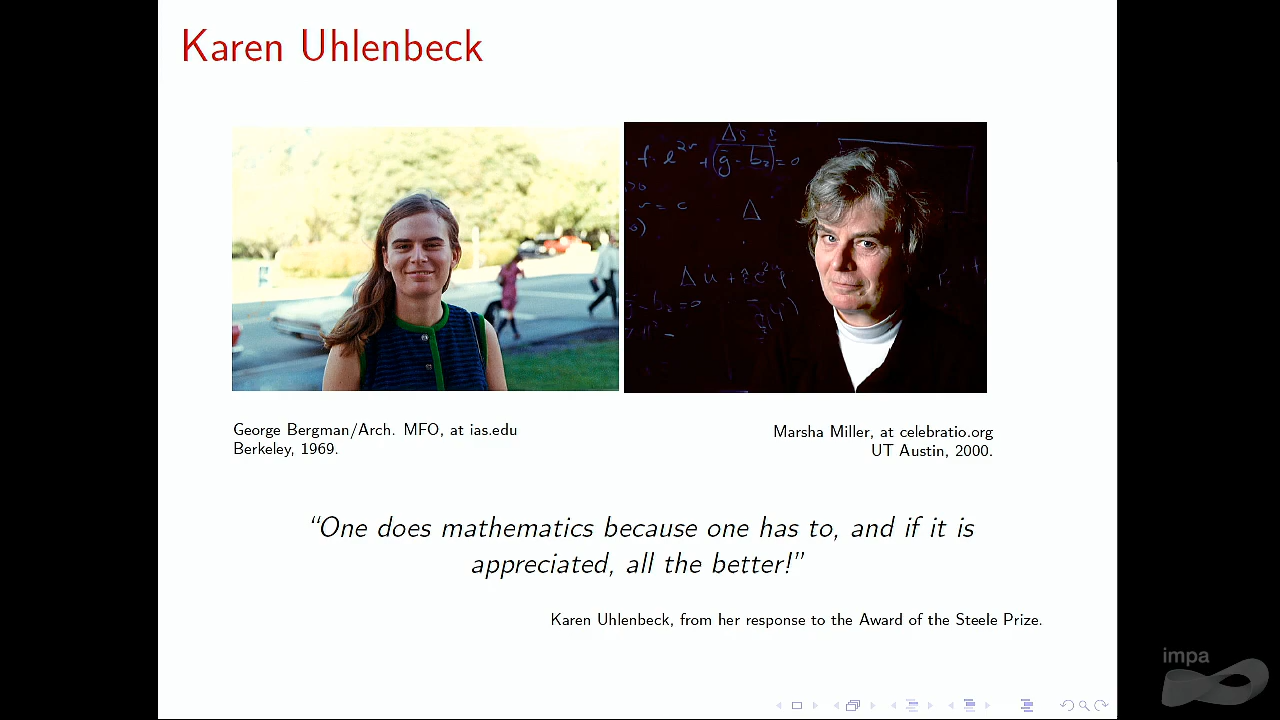 Karen Uhlenbeck
George Bergman/Arch. MFO, at ias.edu
Berkeley, 1969.
Marsha Miller, at celebratio.org
UT Austin, 2000.
“One does mathematics because one has to, and if it is
appreciated, all the better!”
Karen Uhlenbeck, from her response to the Award of the Steele Prize.
impa